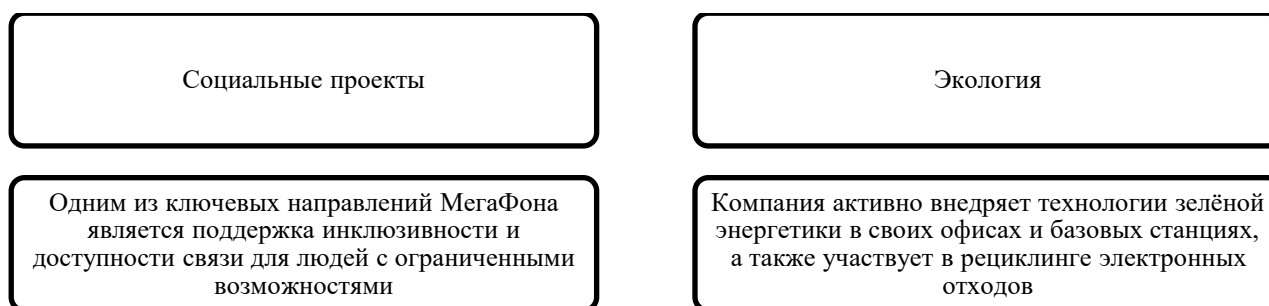 Социальные проекты
Экология
Одним из ключевых направлений МегаФона
является поддержка инклюзивности и
доступности связи для людей с ограниченными
возможностями
Компания активно внедряет технологии зелёной
энергетики в своих офисах и базовых станциях,
а также участвует в рециклинге электронных
отходов